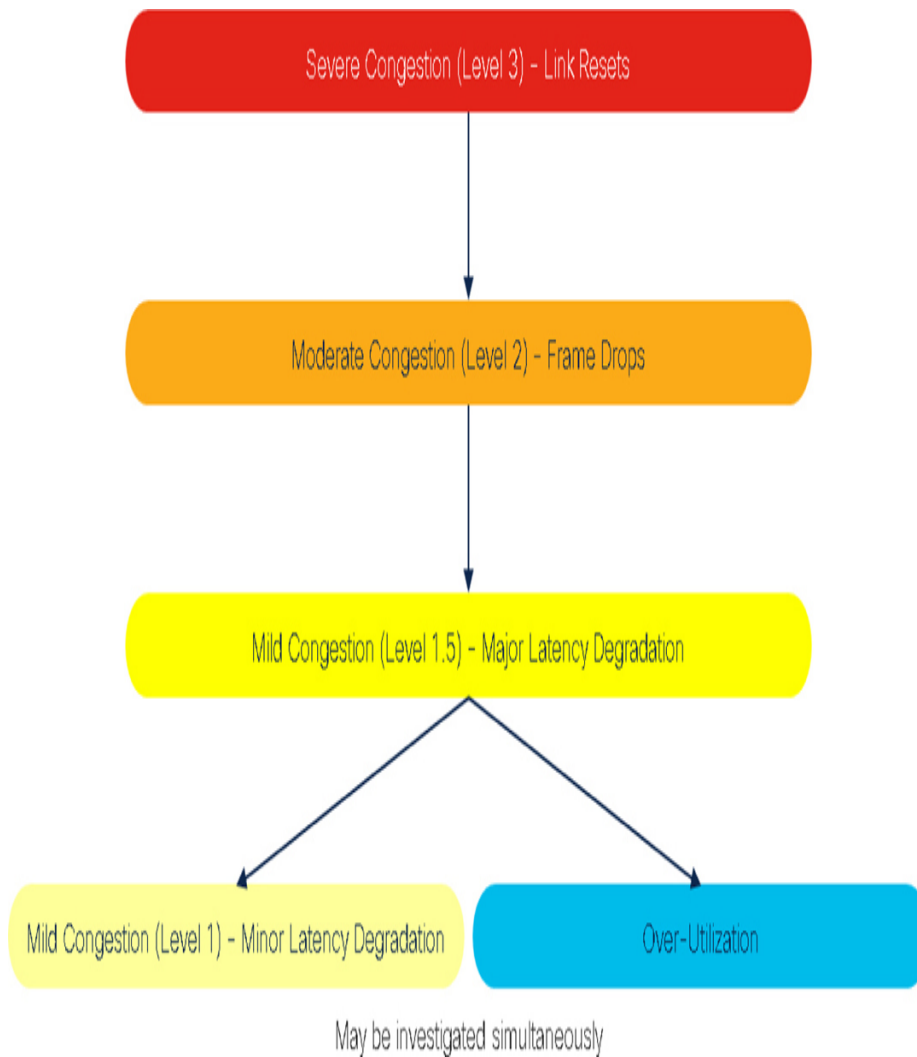 Severe Congestion (Level 3) - Link Resets
Moderate Congestion (Level 2) - Frame Drops
Mild Congestion (Level 1.5) - Major Latency Degradation
Mild Congestion (Level 1) - Minor Latency Degradation
Over-Utilization
May be investigated simultaneously